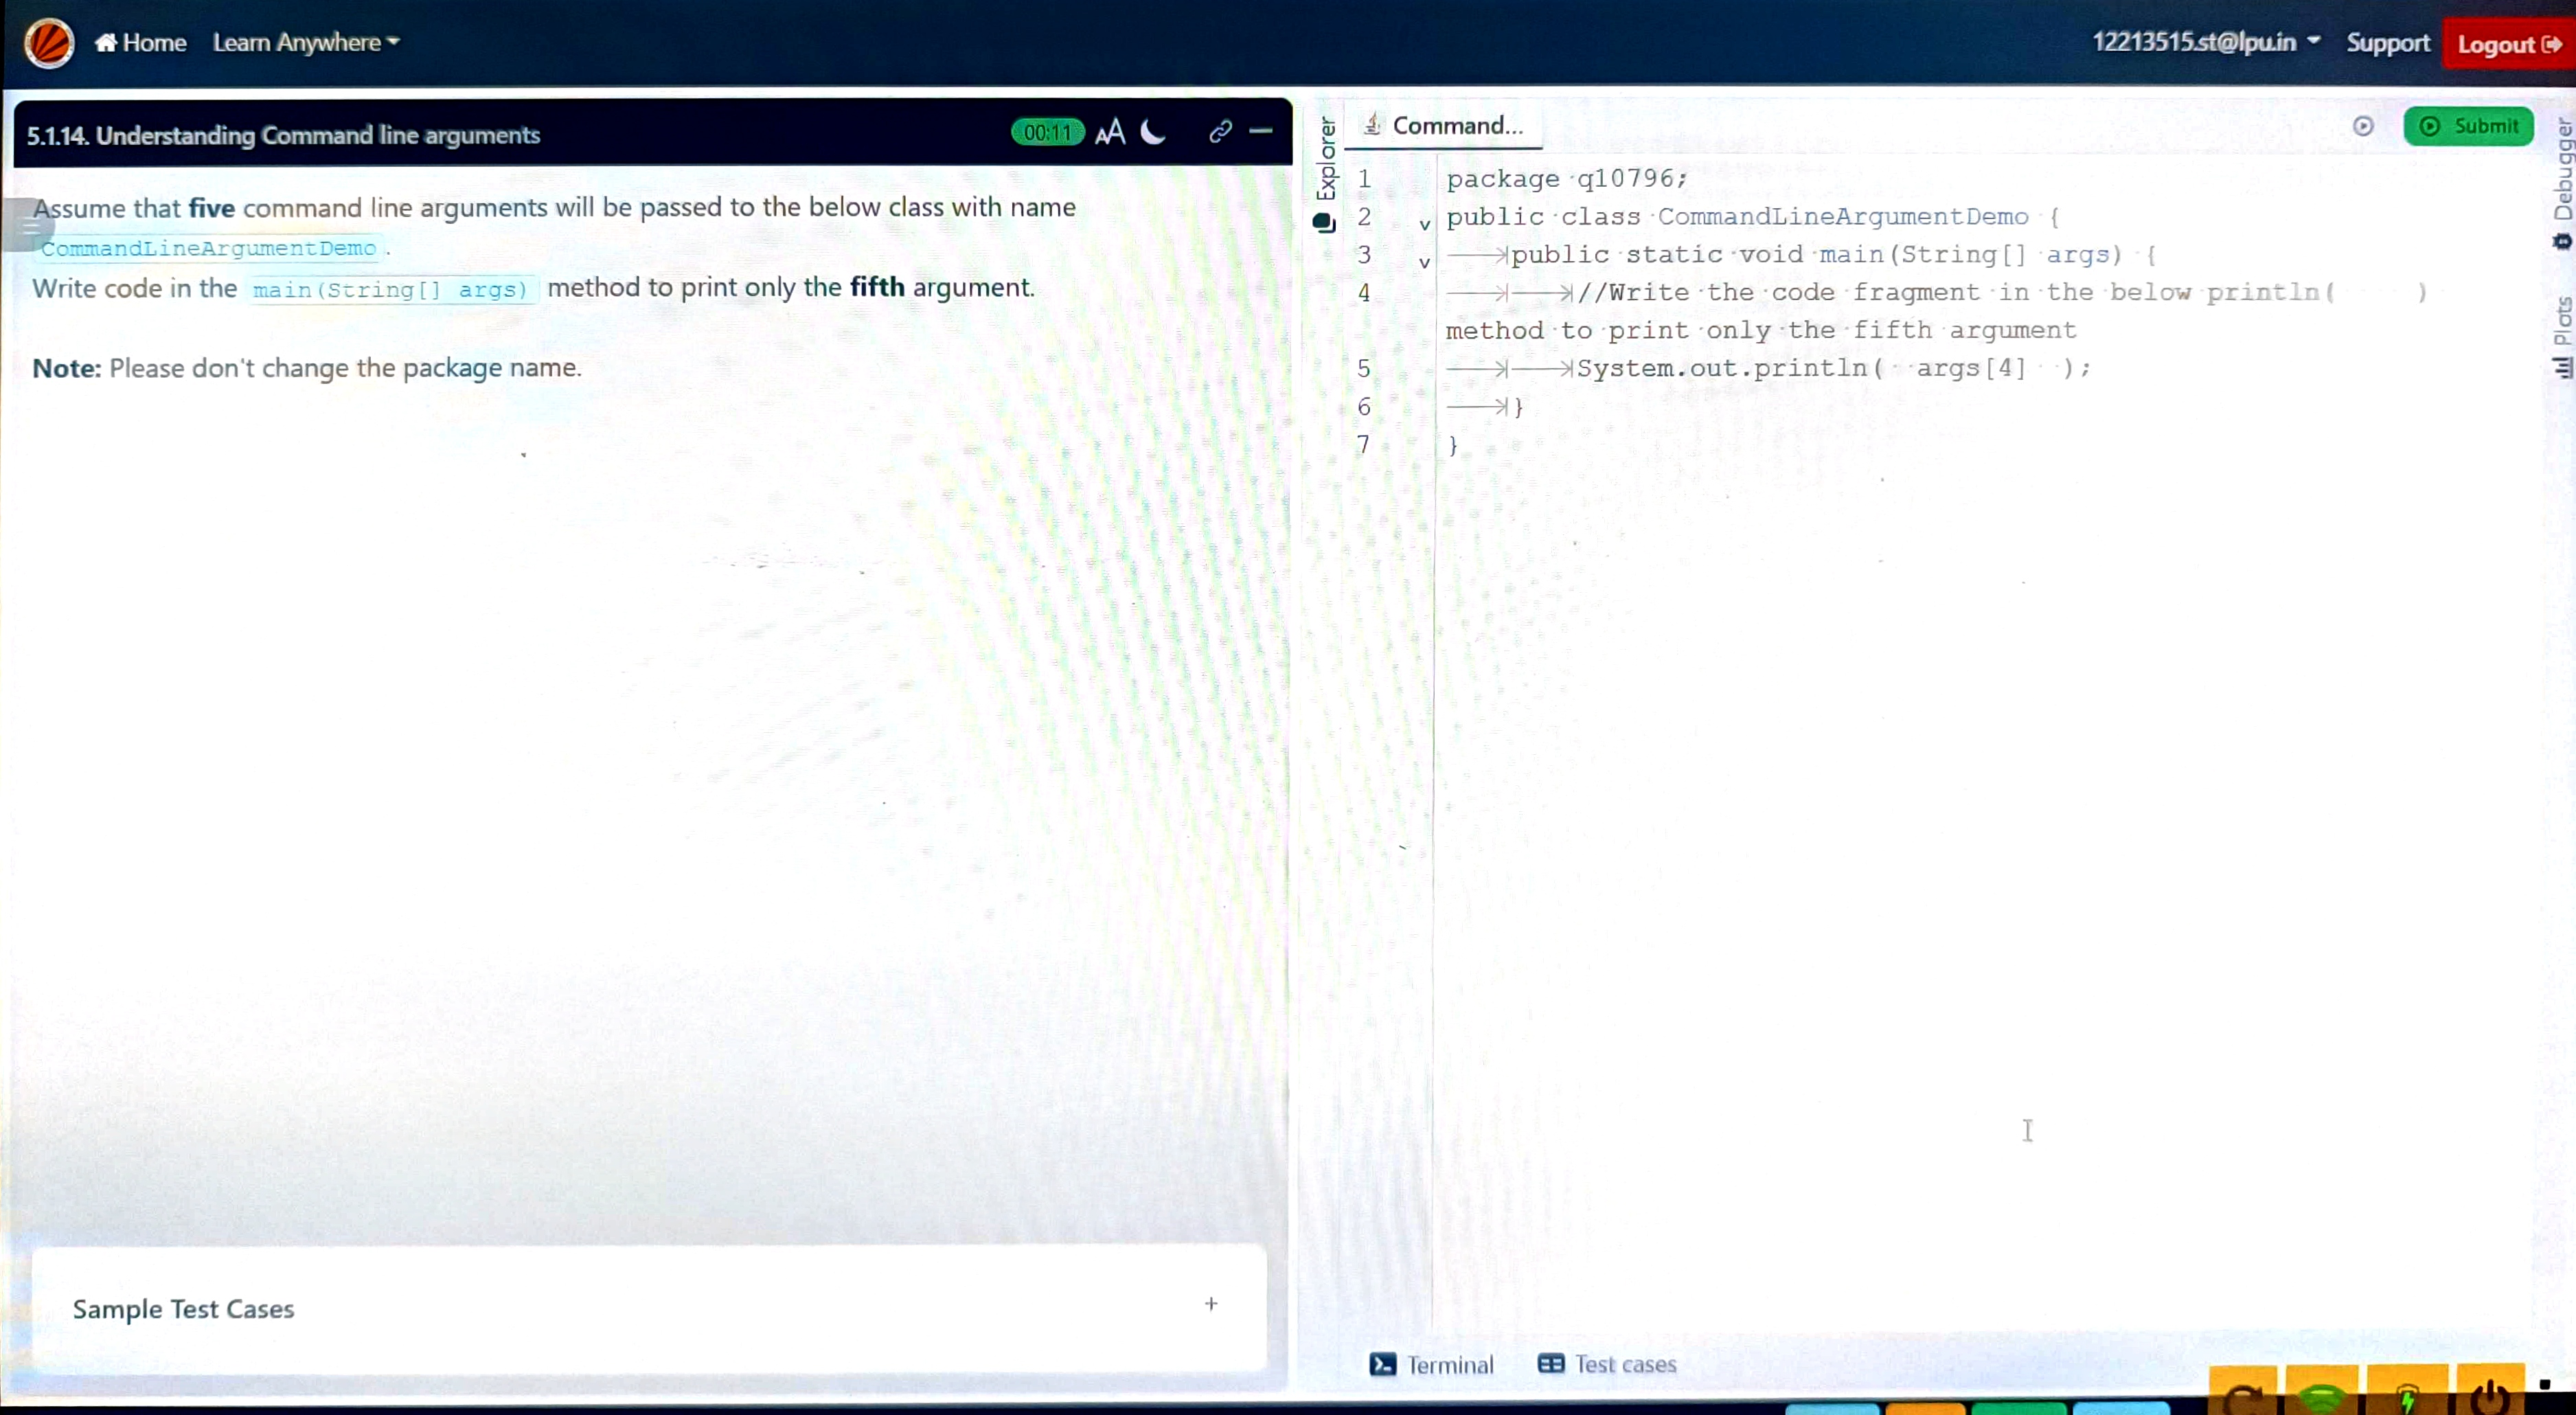 Home Learn Anywhere
12213515.st@lpu.in Support Logout
5.1.14. Understanding Command line arguments
00:11 AA
Assume that five command line arguments will be passed to the below class with name
CommandLineArgumentDemo .
Write code in the main(String[] args) method to print only the fifth argument.
Note: Please don't change the package name.
Sample Test Cases +
Explorer
Command...
Submit
1 package q10796;
2 public class CommandLineArgumentDemo {
3 public static void main(String[] args) {
4 //Write the code fragment in the below println( )
method to print only the fifth argument
5 System.out.println( args[4] );
6 }
7 }
Terminal Test cases
Debugger
Plots